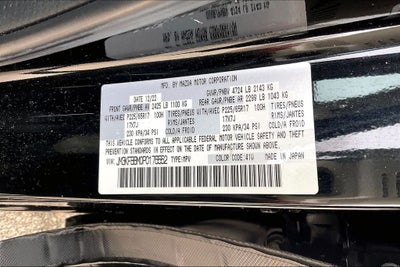 MFG. BY MAZDA MOTOR CORPORATION
DATE 12/22 GVWR/PNBV 4724 LB 2143 KG
FRONT GAWR/PNBE AV 2425 LB 1100 KG REAR GAWR/PNBE AR 2299 LB 1043 KG
WITH/AVEC P225/65R17 100H TIRES/PNEUS WITH/AVEC P225/65R17 100H TIRES/PNEUS
17X7J RIMS/JANTES 17X7J RIMS/JANTES
230 KPA/34 PSI COLD/A FROID 230 KPA/34 PSI COLD/A FROID
THIS VEHICLE CONFORMS TO ALL APPLICABLE FEDERAL MOTOR VEHICLE SAFETY AND THEFT
PREVENTION STANDARDS IN EFFECT ON THE DATE OF MANUFACTURE SHOWN ABOVE.
VIN: TYPE:MPV COLOR:41U MADE IN JAPAN